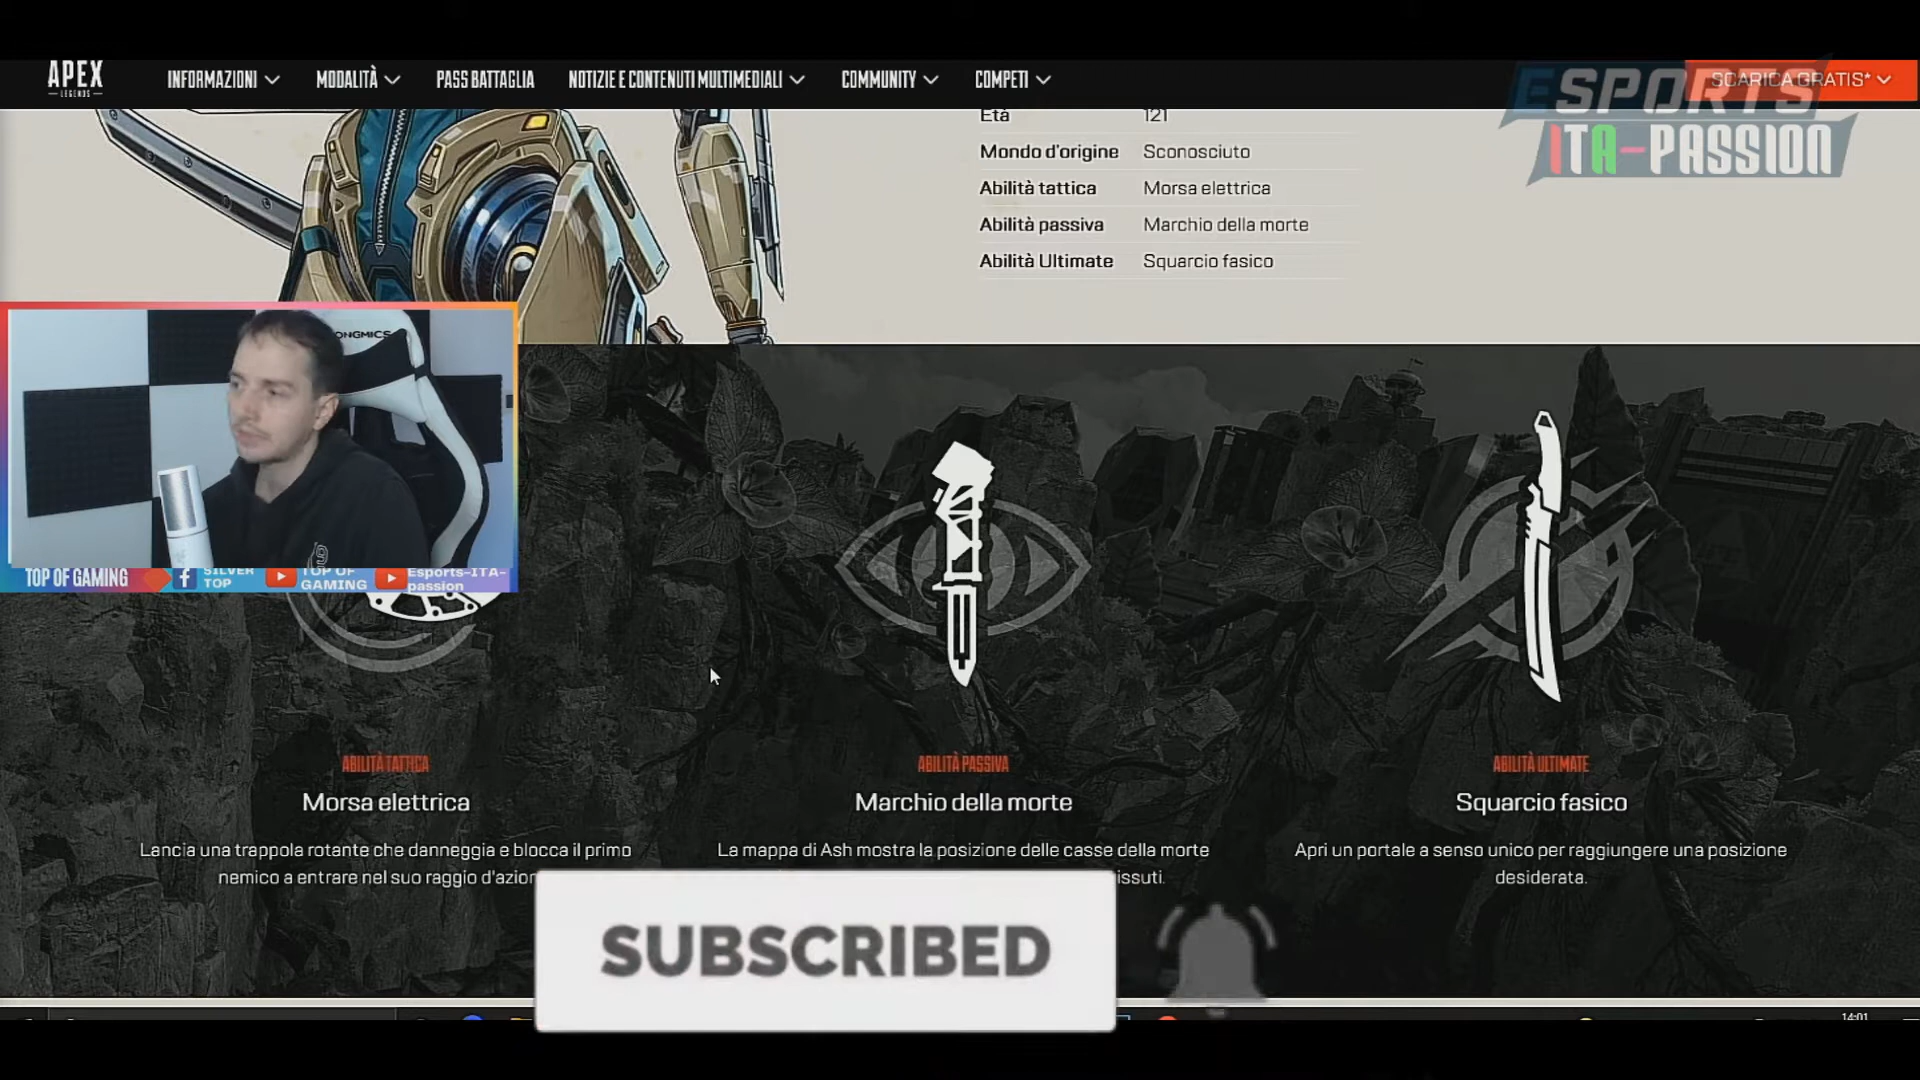 APEX
LEGENDS
INFORMAZIONI
MODALITÀ
PASS BATTAGLIA
NOTIZIE E CONTENUTI MULTIMEDIALI
COMMUNITY
COMPETI
SCARICA GRATIS*
ESPORTS
ITA-PASSION
Età 121
Mondo d'origine Sconosciuto
Abilità tattica Morsa elettrica
Abilità passiva Marchio della morte
Abilità Ultimate Squarcio fasico
ONGMICS
TOP OF GAMING
SILVER TOP
TOP OF GAMING
Esports-ITA-passion
ABILITÀ TATTICA
Morsa elettrica
Lancia una trappola rotante che danneggia e blocca il primo
nemico a entrare nel suo raggio d'azion
ABILITÀ PASSIVA
Marchio della morte
La mappa di Ash mostra la posizione delle casse della morte
issuti.
ABILITÀ ULTIMATE
Squarcio fasico
Apri un portale a senso unico per raggiungere una posizione
desiderata.
SUBSCRIBED
14:01